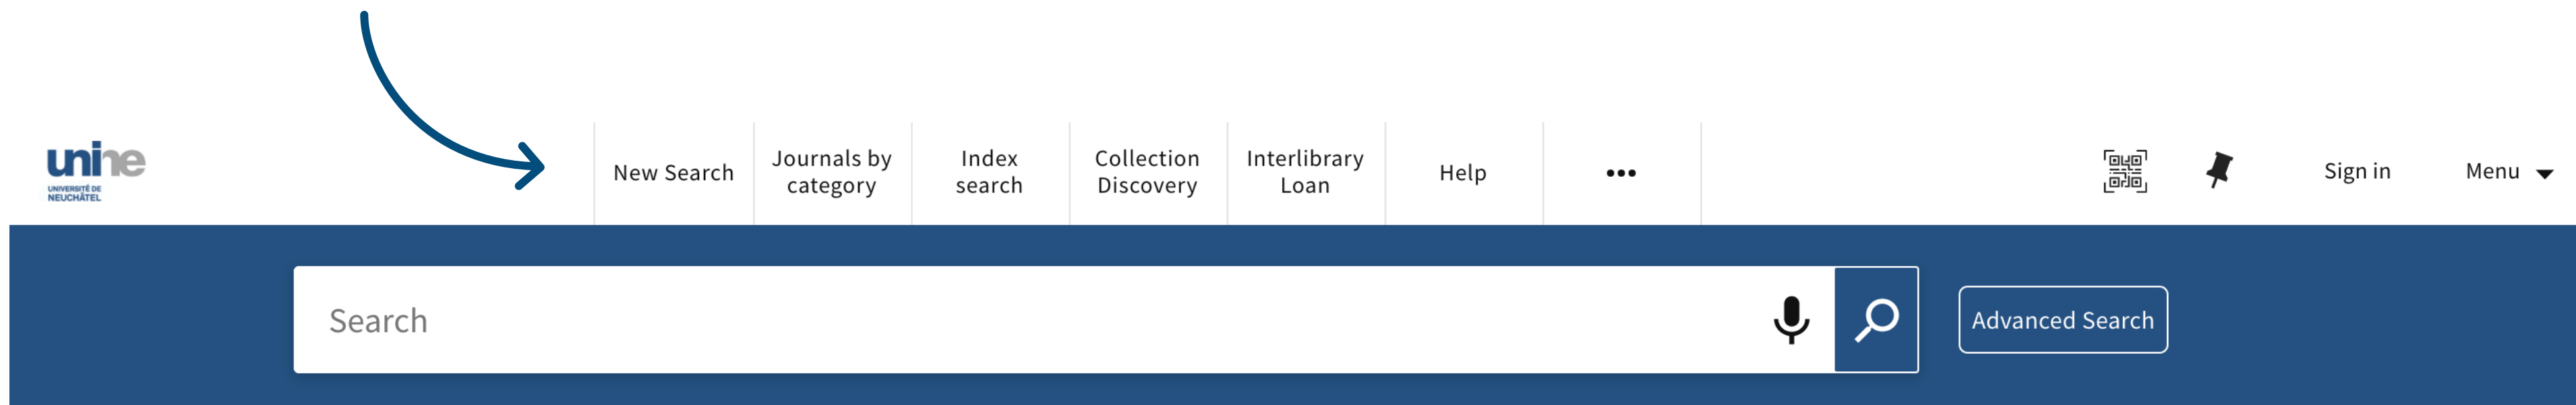 unine
UNIVERSITÉ DE
NEUCHÂTEL
New Search
Journals by
category
Index
search
Collection
Discovery
Interlibrary
Loan
Help
•••
Sign in
Menu
Search
Advanced Search